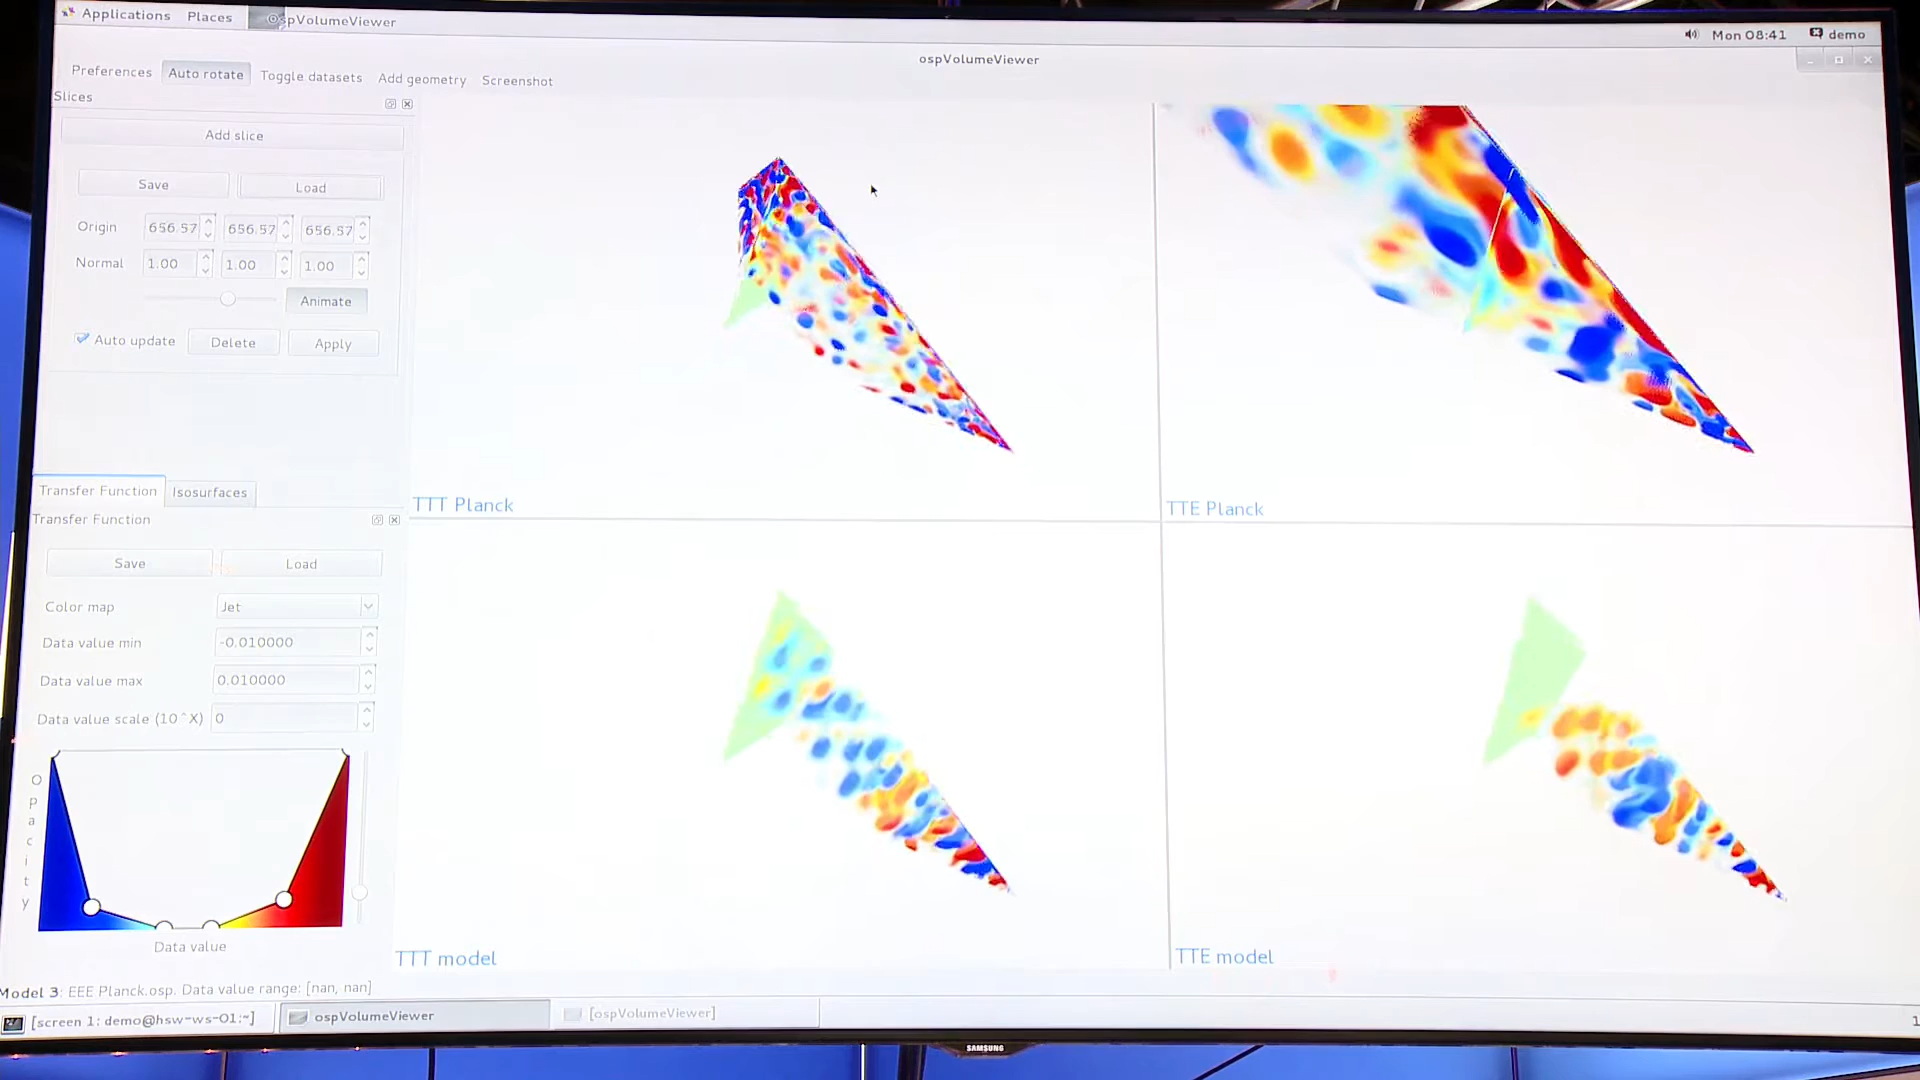 Applications Places ospVolumeViewer
Mon 08:41 demo
ospVolumeViewer
Preferences Auto rotate Toggle datasets Add geometry Screenshot
Slices
Add slice
Save Load
Origin 656.57 656.57 656.57
Normal 1.00 1.00 1.00
Animate
Auto update Delete Apply
Transfer Function Isosurfaces
Transfer Function
Save Load
Color map Jet
Data value min -0.010000
Data value max 0.010000
Data value scale (10^X) 0
Opacity
Data value
TTT Planck
TTE Planck
TTT model
TTE model
Model 3: EEE Planck.osp. Data value range: [nan, nan]
[screen 1: demo@hsw-ws-01:~] ospVolumeViewer [ospVolumeViewer] 1
SAMSUNG